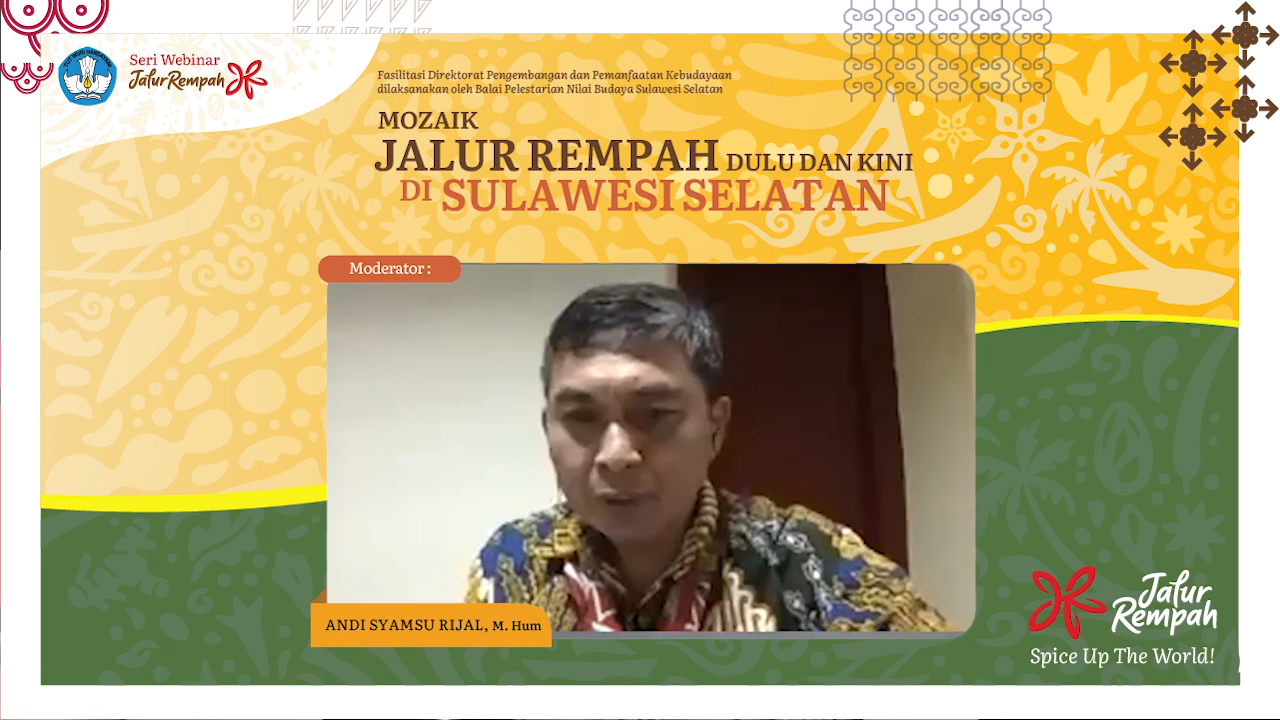 Seri Webinar
Jalur Rempah
Fasilitasi Direktorat Pengembangan dan Pemanfaatan Kebudayaan
dilaksanakan oleh Balai Pelestarian Nilai Budaya Sulawesi Selatan
MOZAIK
JALUR REMPAH DULU DAN KINI
DI SULAWESI SELATAN
Moderator :
ANDI SYAMSU RIJAL, M. Hum
Jalur
Rempah
Spice Up The World!